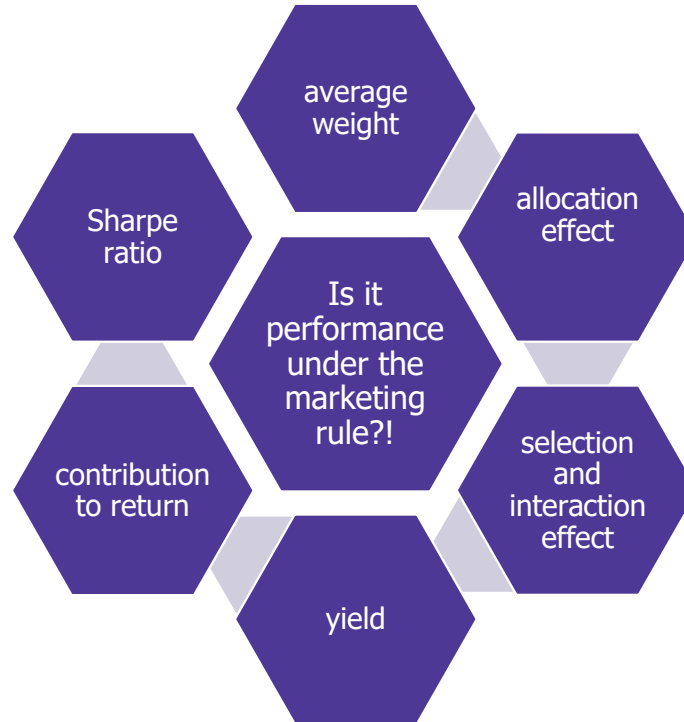 average
weight
allocation
effect
selection
and
interaction
effect
yield
contribution
to return
Sharpe
ratio
Is it
performance
under the
marketing
rule?!